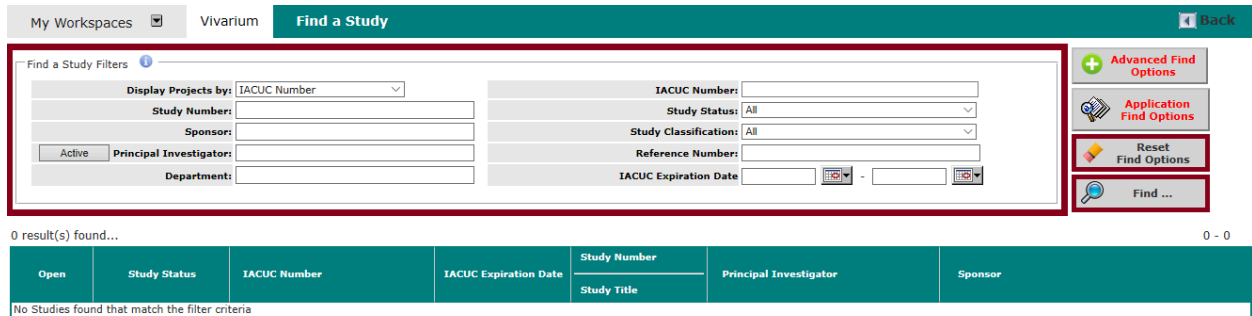 My Workspaces Vivarium Find a Study Back
Find a Study Filters
Display Projects by: IACUC Number IACUC Number:
Study Number: Study Status: All
Sponsor: Study Classification: All
Active Principal Investigator: Reference Number:
Department: IACUC Expiration Date -
Advanced Find
Options
Application
Find Options
Reset
Find Options
Find ...
0 result(s) found... 0 - 0
Open Study Status IACUC Number IACUC Expiration Date Study Number Principal Investigator Sponsor
Study Title
No Studies found that match the filter criteria